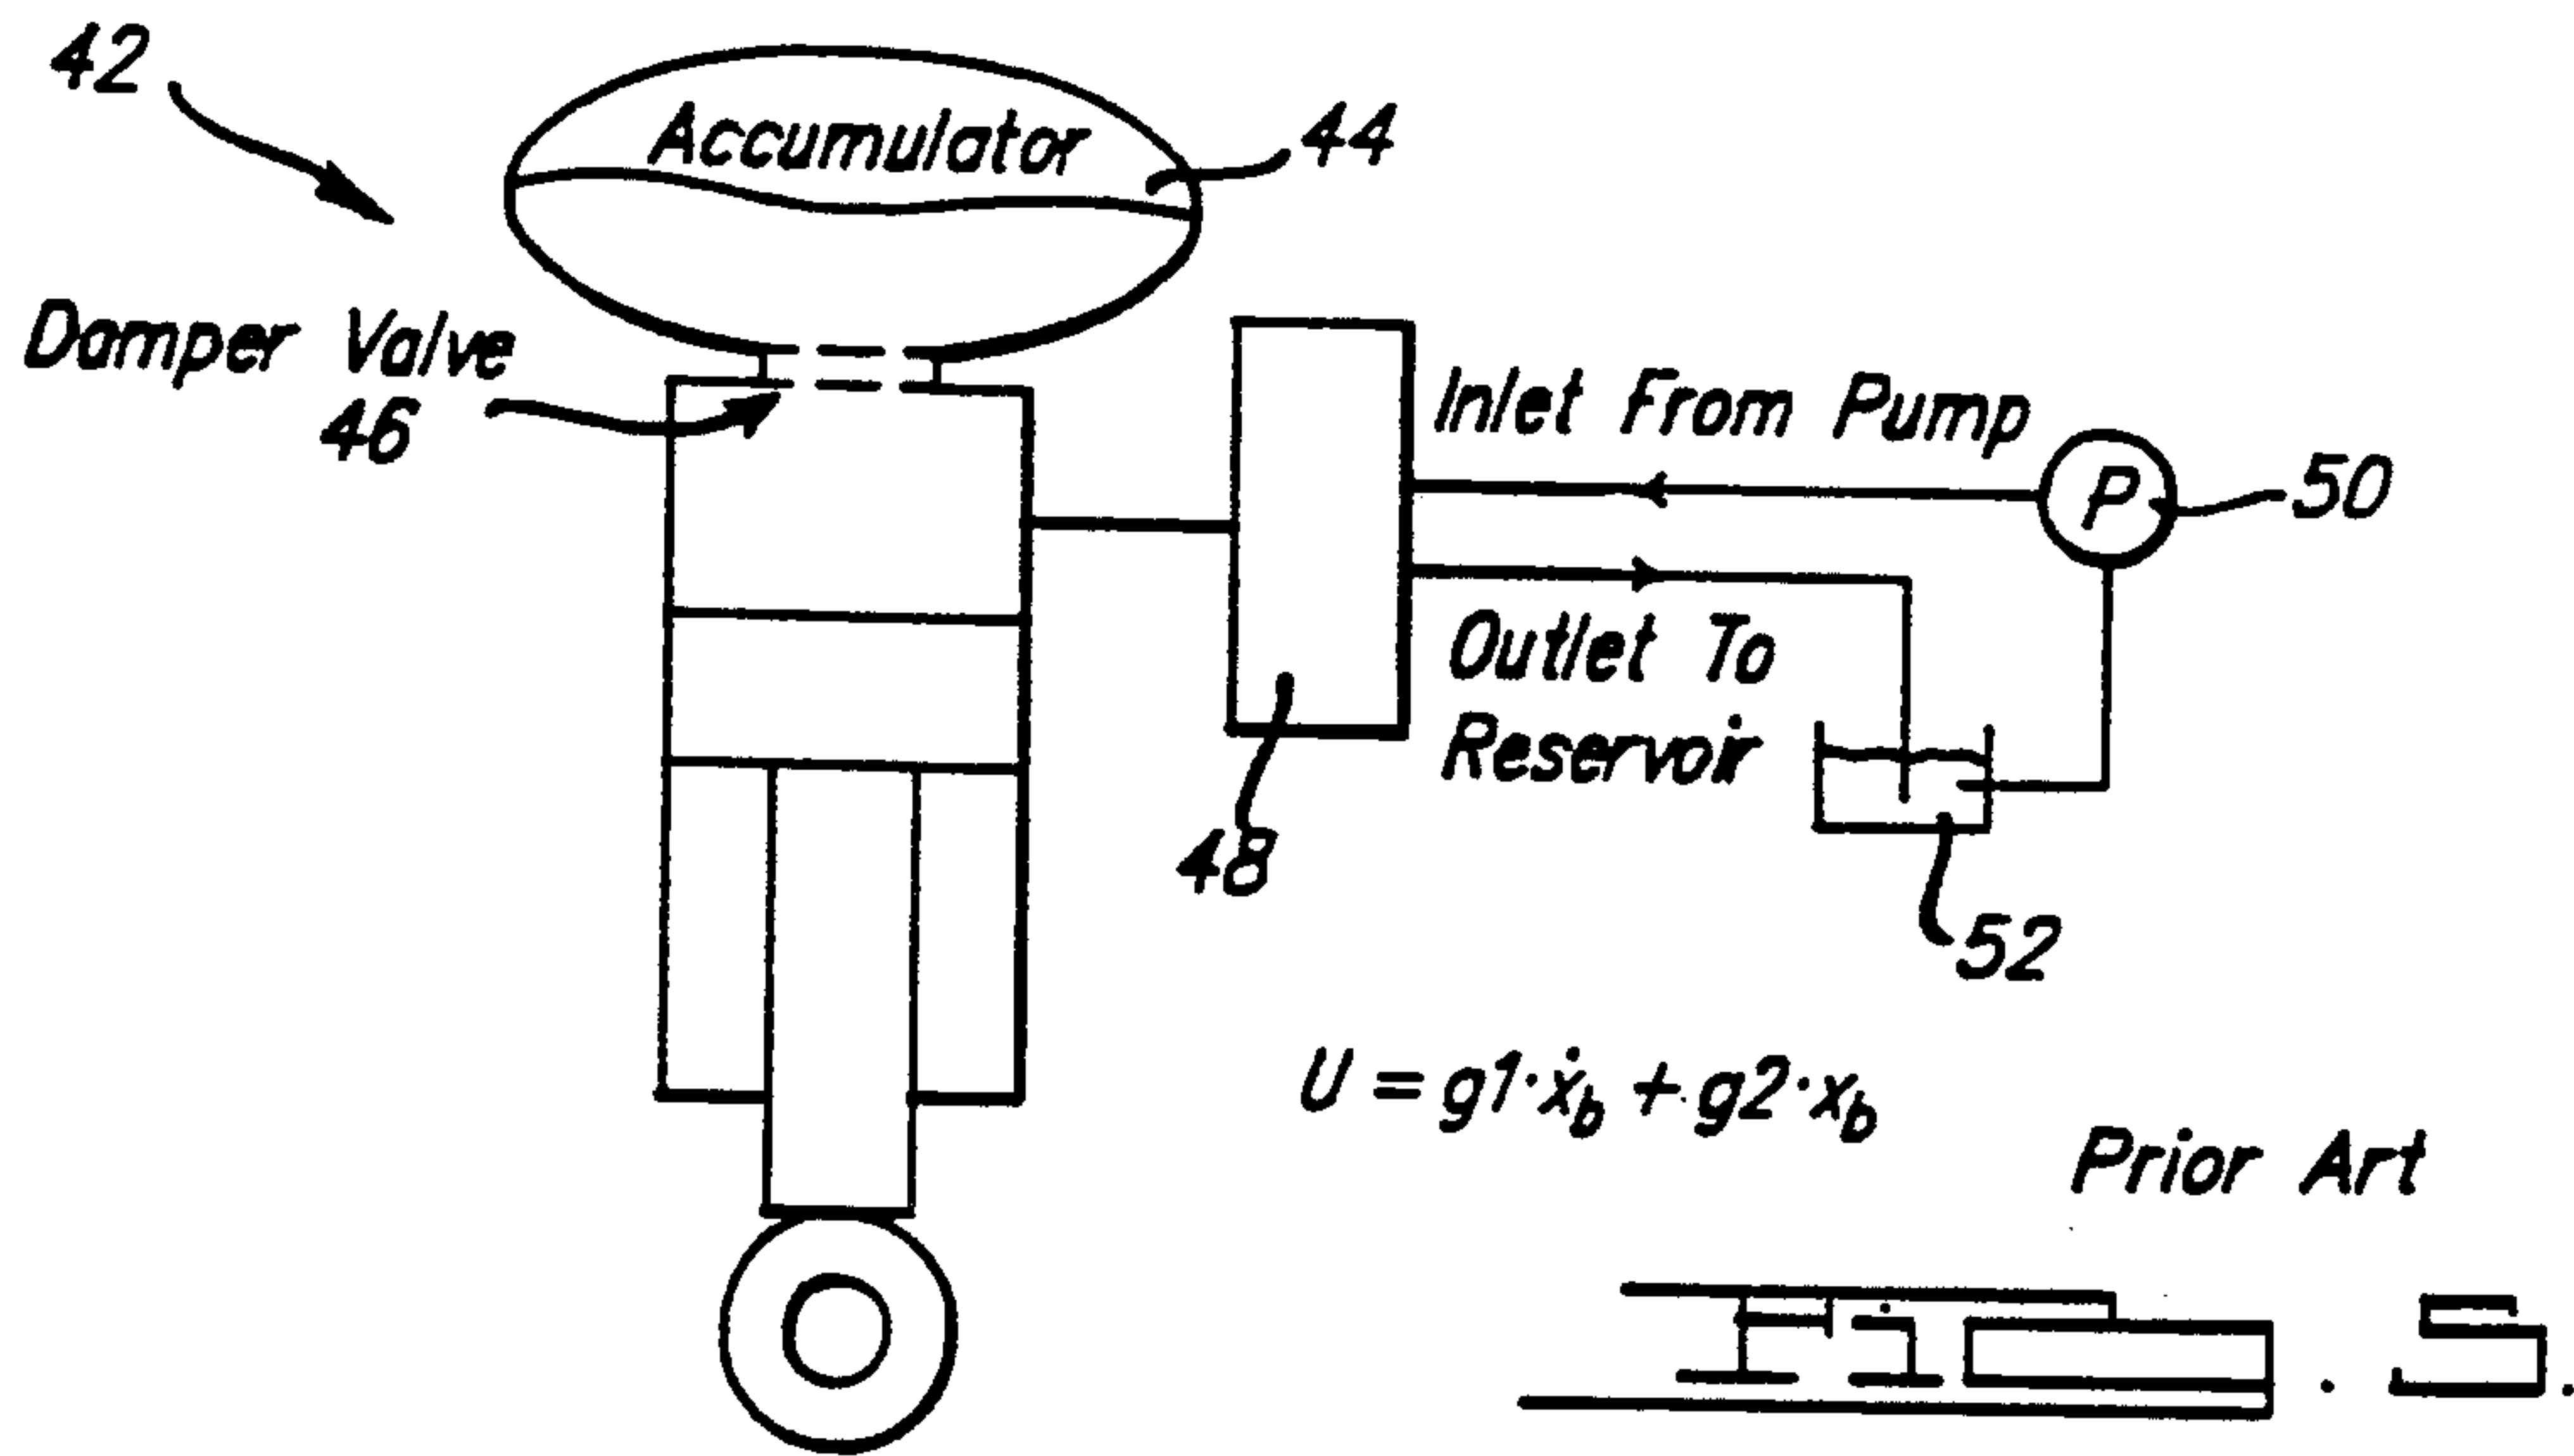 42
Accumulator
44
Damper Valve
46
Inlet From Pump
P
50
Outlet To
Reservoir
48
52
U = g1·ẋb + g2·xb
Prior Art
Fig. 5.